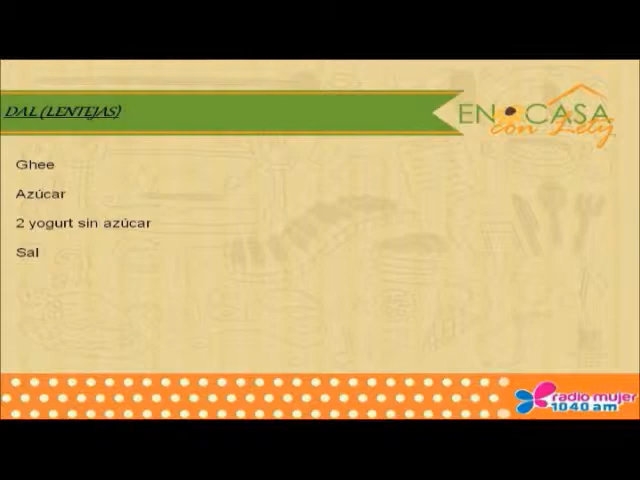 DAL (LENTEJAS)
EN CASA
con Lety
Ghee
Azúcar
2 yogurt sin azúcar
Sal
radio mujer
1040 am